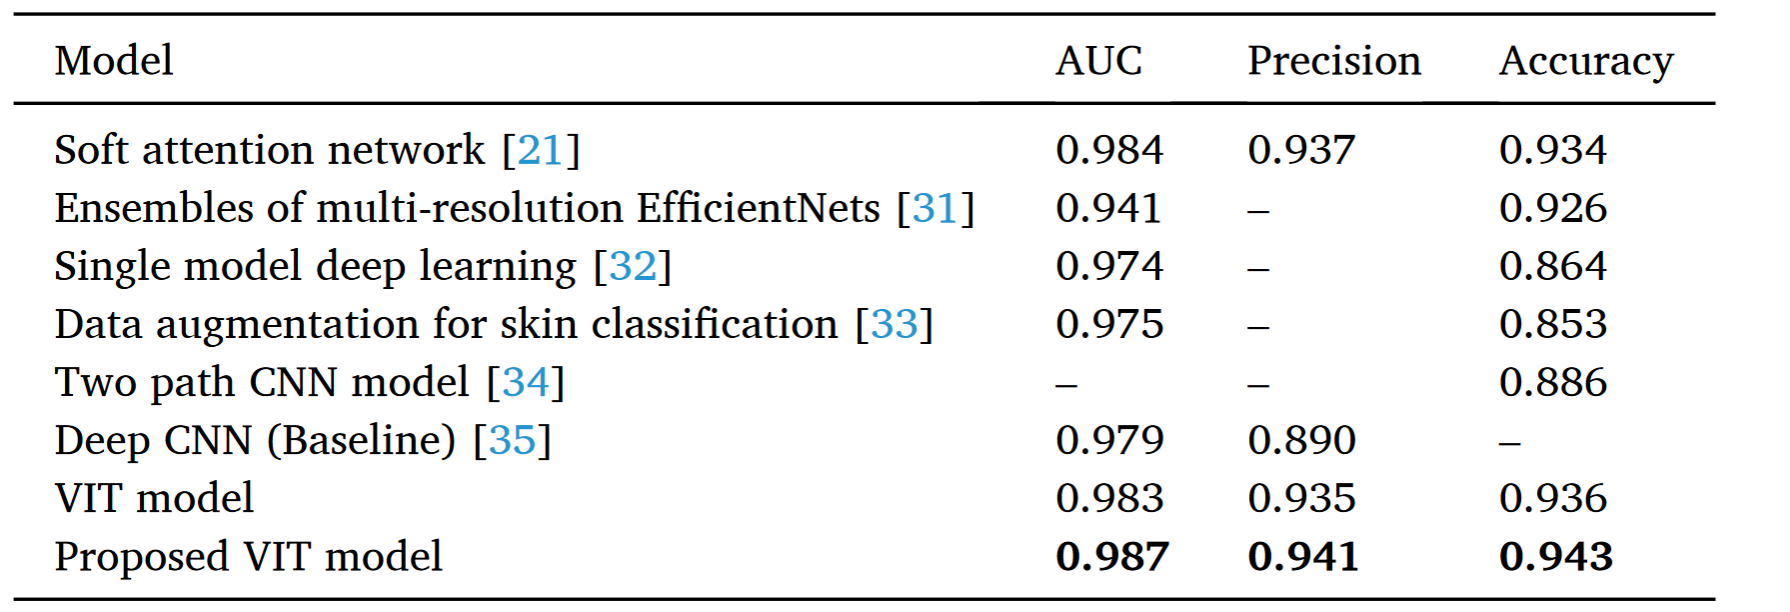 Model AUC Precision Accuracy
Soft attention network [21] 0.984 0.937 0.934
Ensembles of multi-resolution EfficientNets [31] 0.941 – 0.926
Single model deep learning [32] 0.974 – 0.864
Data augmentation for skin classification [33] 0.975 – 0.853
Two path CNN model [34] – – 0.886
Deep CNN (Baseline) [35] 0.979 0.890 –
VIT model 0.983 0.935 0.936
Proposed VIT model 0.987 0.941 0.943